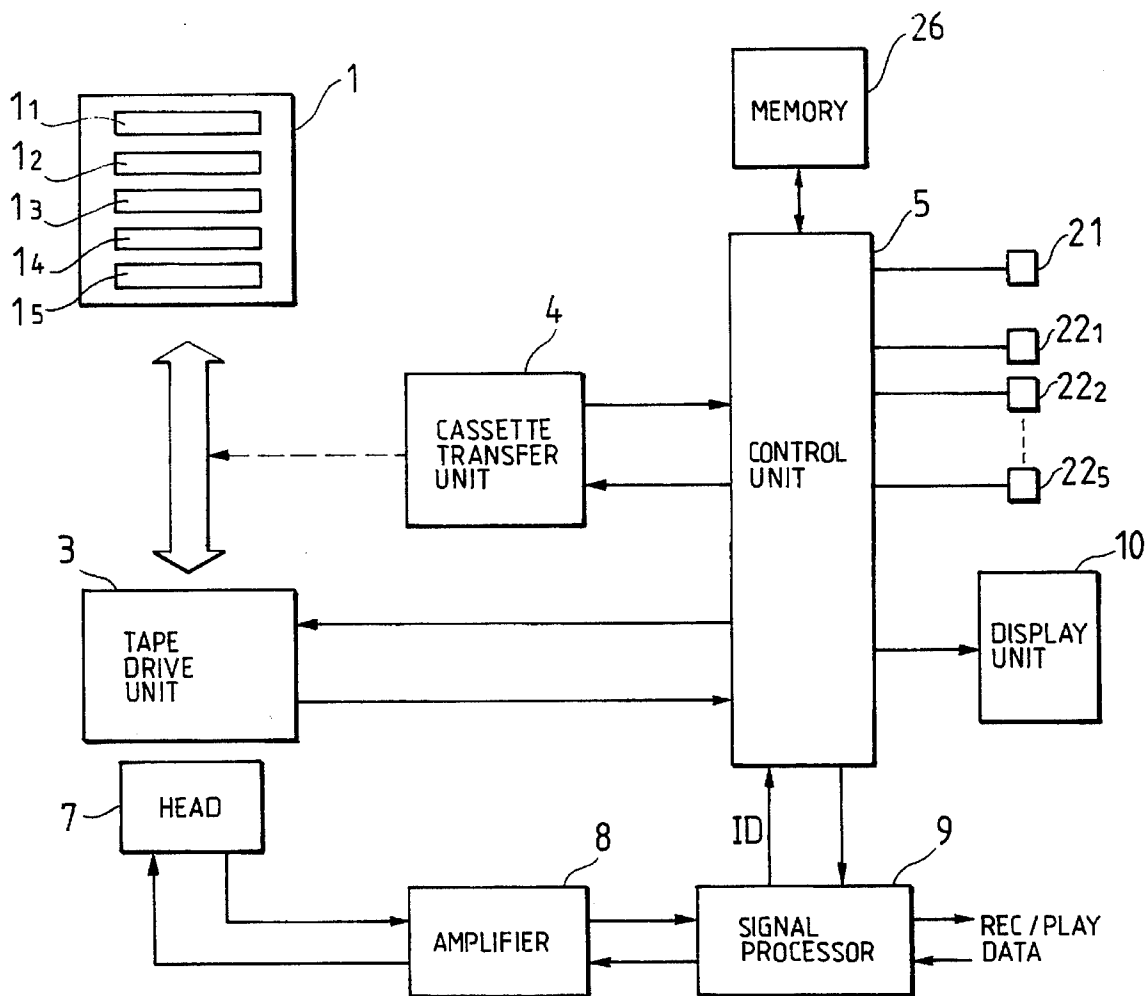 26
MEMORY
1
1₁
1₂
1₃
1₄
1₅
5
21
22₁
22₂
22₅
4
CASSETTE
TRANSFER
UNIT
CONTROL
UNIT
3
TAPE
DRIVE
UNIT
10
DISPLAY
UNIT
7
HEAD
ID
8
AMPLIFIER
9
SIGNAL
PROCESSOR
REC/PLAY
DATA